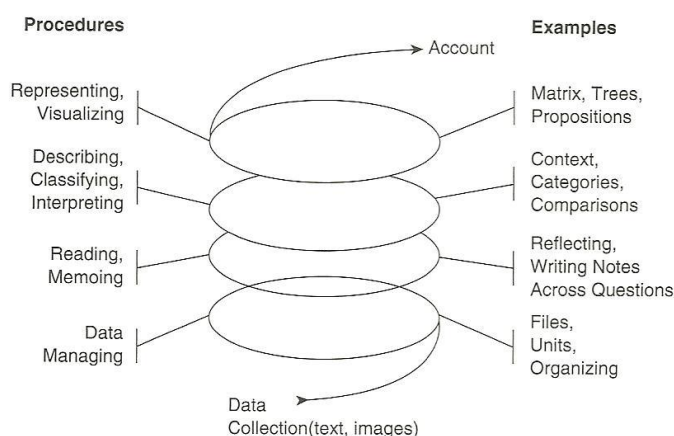 Procedures
Examples
Account
Representing,
Visualizing
Matrix, Trees,
Propositions
Describing,
Classifying,
Interpreting
Context,
Categories,
Comparisons
Reading,
Memoing
Reflecting,
Writing Notes
Across Questions
Data
Managing
Files,
Units,
Organizing
Data
Collection(text, images)